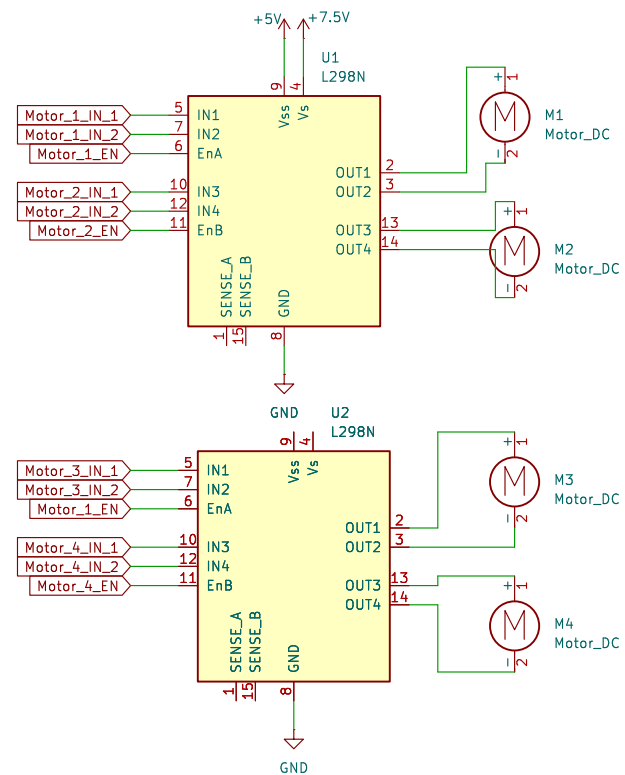 +5V
+7.5V
U1
L298N
9
4
Vss
Vs
Motor_1_IN_1
5
IN1
Motor_1_IN_2
7
IN2
Motor_1_EN
6
EnA
Motor_2_IN_1
10
IN3
Motor_2_IN_2
12
IN4
Motor_2_EN
11
EnB
OUT1
2
OUT2
3
OUT3
13
OUT4
14
SENSE_A
SENSE_B
GND
1
15
8
GND
+
1
M
M1
Motor_DC
-
2
+
1
M
M2
Motor_DC
-
2
U2
L298N
9
4
Vss
Vs
Motor_3_IN_1
5
IN1
Motor_3_IN_2
7
IN2
Motor_1_EN
6
EnA
Motor_4_IN_1
10
IN3
Motor_4_IN_2
12
IN4
Motor_4_EN
11
EnB
OUT1
2
OUT2
3
OUT3
13
OUT4
14
SENSE_A
SENSE_B
GND
1
15
8
GND
+
1
M
M3
Motor_DC
-
2
+
1
M
M4
Motor_DC
-
2